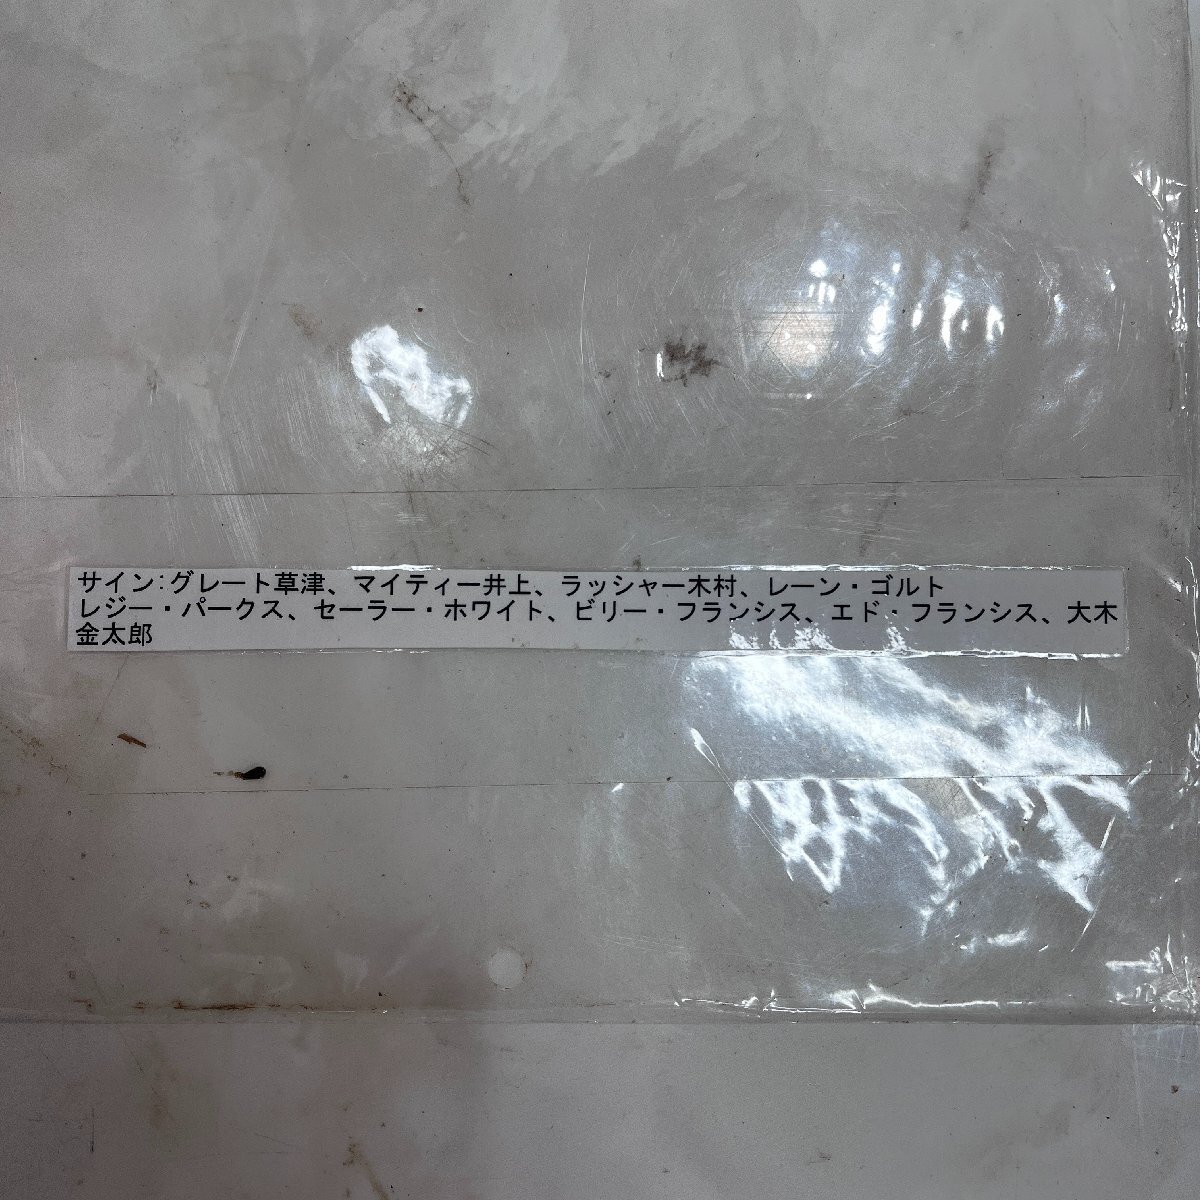 サイン:グレート草津、マイティー井上、ラッシャー木村、レーン・ゴルト
レジー・パークス、セーラー・ホワイト、ビリー・フランシス、エド・フランシス、大木
金太郎